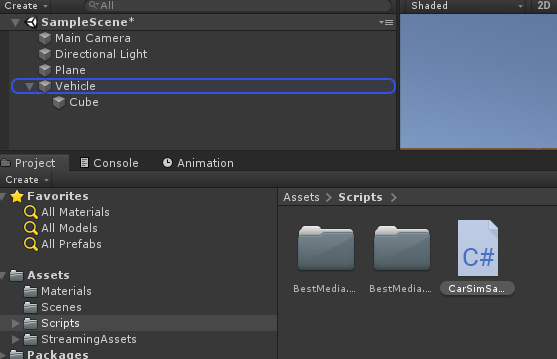 Create
All
SampleScene*
Main Camera
Directional Light
Plane
Vehicle
Cube
Shaded
2D
Project
Console
Animation
Create
Favorites
All Materials
All Models
All Prefabs
Assets
Materials
Scenes
Scripts
StreamingAssets
Packages
Assets > Scripts >
BestMedia....
BestMedia....
C#
CarSimSa...